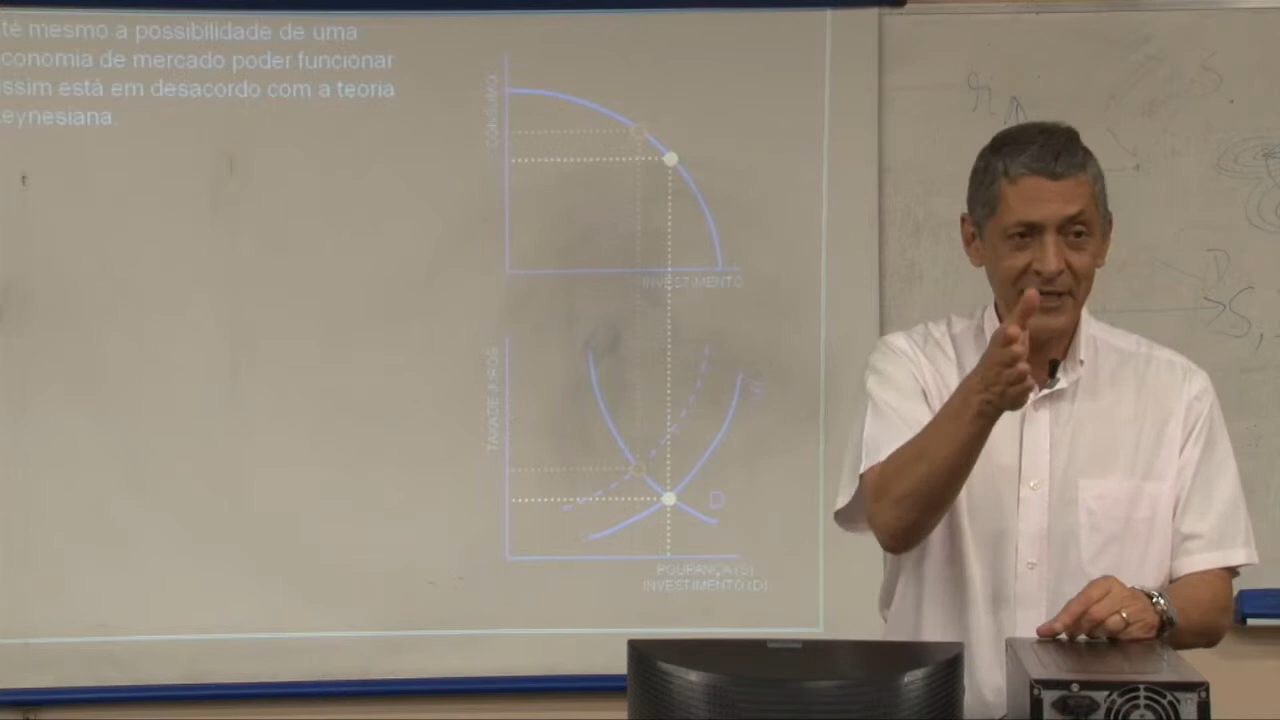 té mesmo a possibilidade de uma
conomia de mercado poder funcionar
ssim está em desacordo com a teoria
eynesiana.
CONSUMO
INVESTIMENTO
TAXA DE JUROS
S
D
POUPANÇA (S)
INVESTIMENTO (D)
S
D
S,